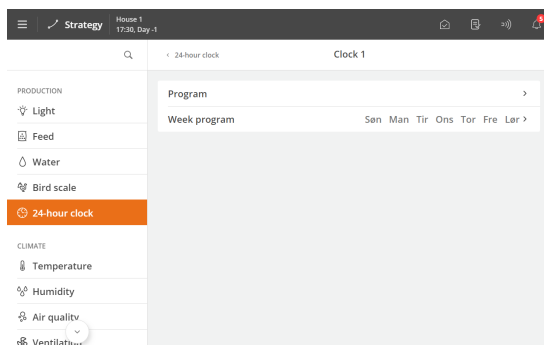 Strategy
House 1
17:30, Day -1
5
24-hour clock
Clock 1
PRODUCTION
Light
Feed
Water
Bird scale
24-hour clock
CLIMATE
Temperature
Humidity
Air quality
Ventilation
Program
Week program Søn Man Tir Ons Tor Fre Lør